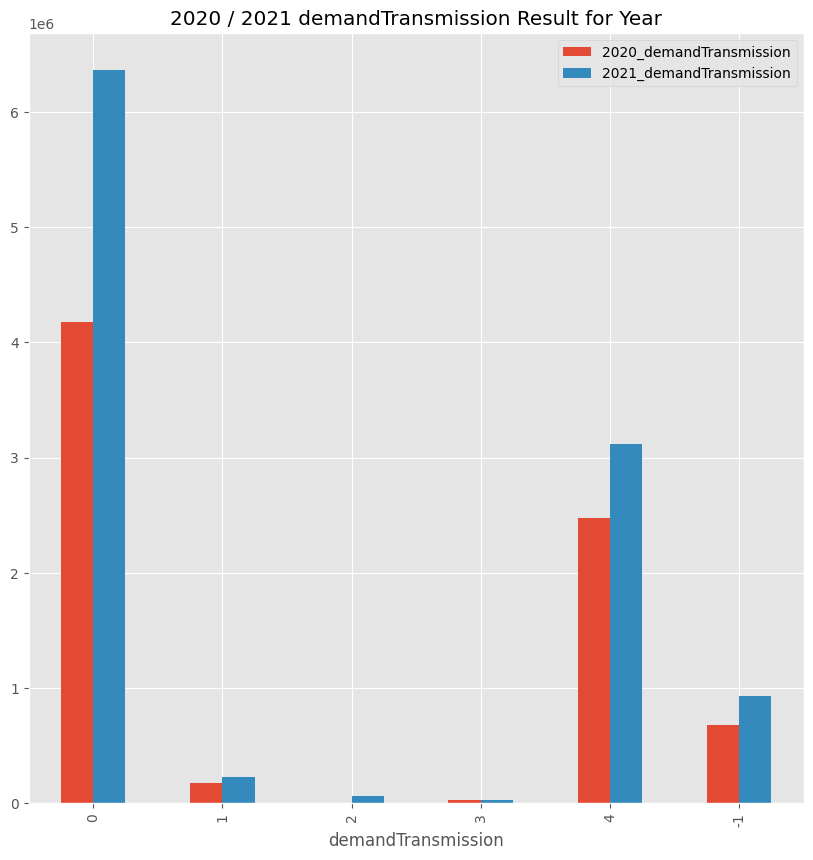 2020 / 2021 demandTransmission Result for Year
1e6
2020_demandTransmission
2021_demandTransmission
6
5
4
3
2
1
0
0 1 2 3 4 -1
demandTransmission